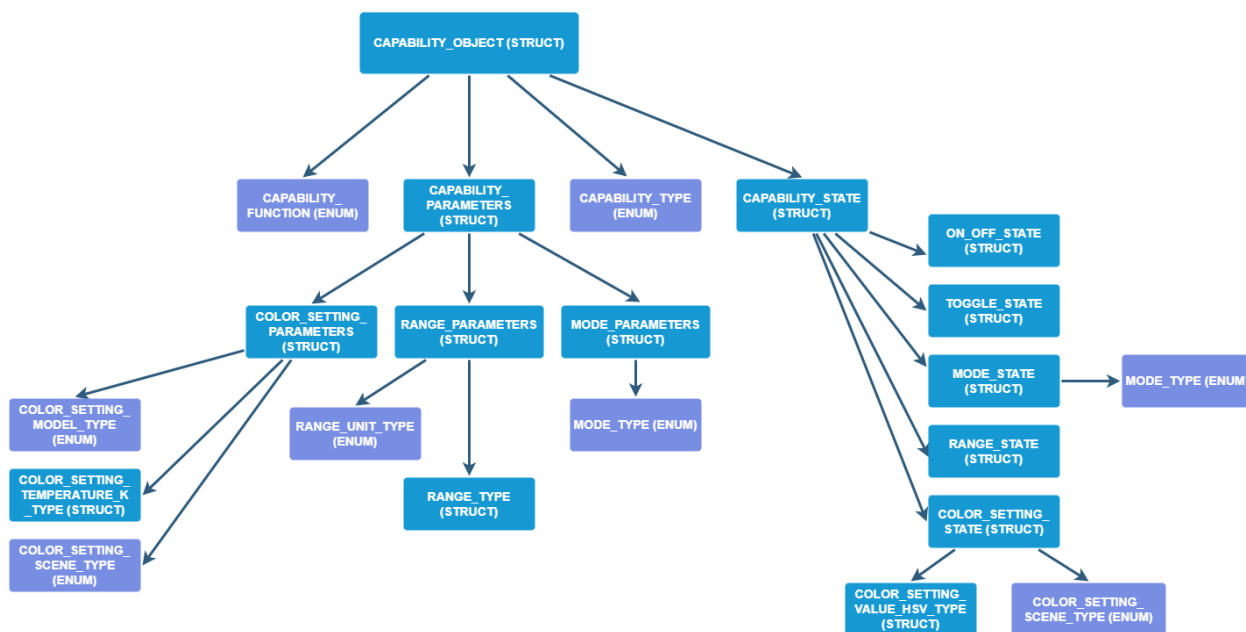 CAPABILITY_OBJECT (STRUCT)
CAPABILITY_
FUNCTION (ENUM)
CAPABILITY_
PARAMETERS
(STRUCT)
CAPABILITY_TYPE
(ENUM)
CAPABILITY_STATE
(STRUCT)
ON_OFF_STATE
(STRUCT)
COLOR_SETTING_
PARAMETERS
(STRUCT)
RANGE_PARAMETERS
(STRUCT)
MODE_PARAMETERS
(STRUCT)
TOGGLE_STATE
(STRUCT)
MODE_STATE
(STRUCT)
MODE_TYPE (ENUM)
COLOR_SETTING_
MODEL_TYPE
(ENUM)
RANGE_UNIT_TYPE
(ENUM)
MODE_TYPE (ENUM)
RANGE_STATE
(STRUCT)
COLOR_SETTING_
TEMPERATURE_K
_TYPE (STRUCT)
RANGE_TYPE
(STRUCT)
COLOR_SETTING_
STATE (STRUCT)
COLOR_SETTING_
SCENE_TYPE
(ENUM)
COLOR_SETTING_
VALUE_HSV_TYPE
(STRUCT)
COLOR_SETTING_
SCENE_TYPE (ENUM)